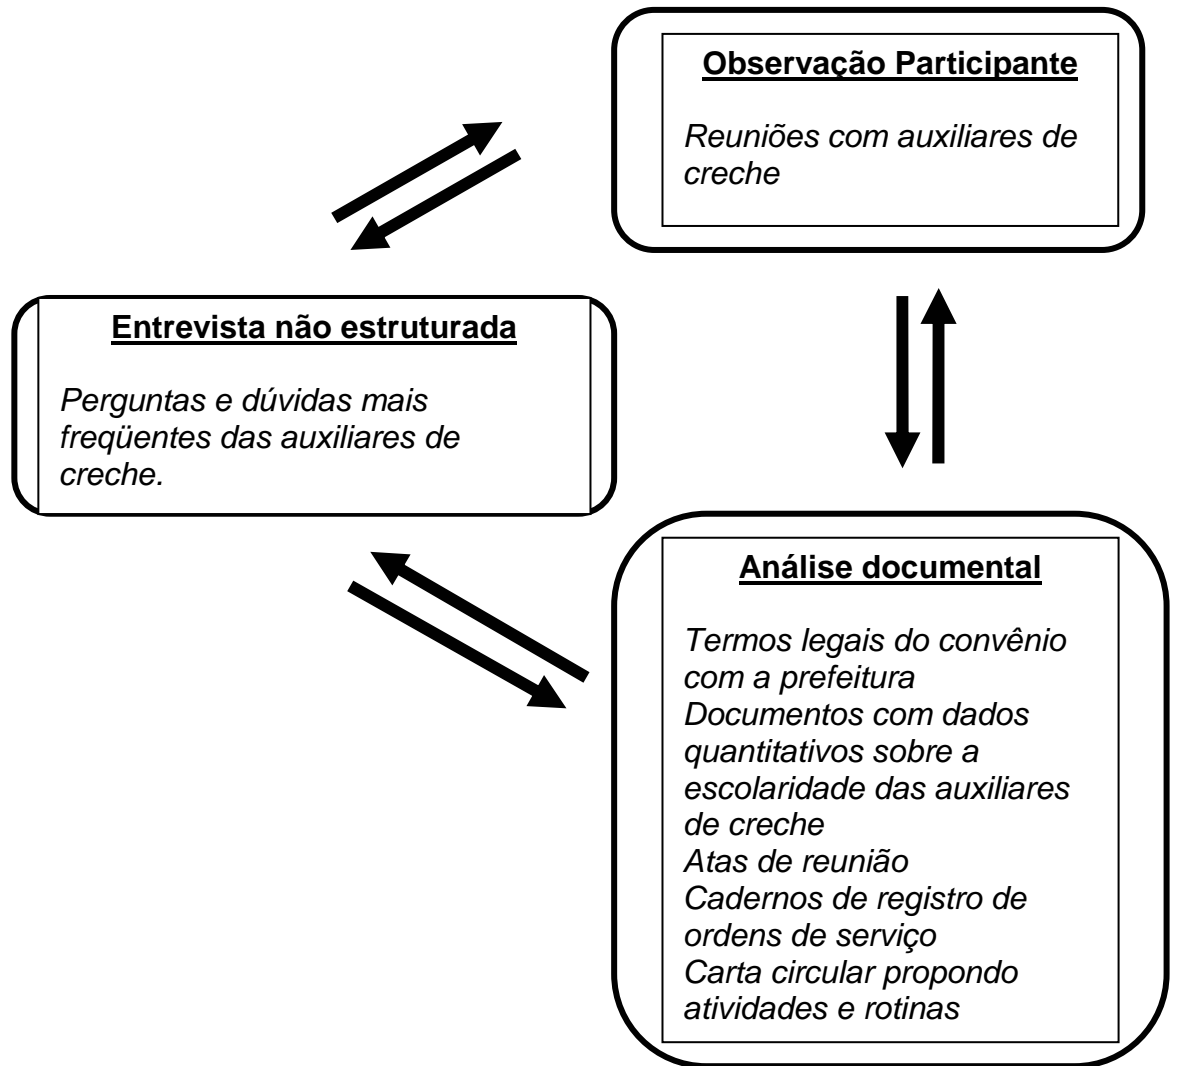 Observação Participante
Reuniões com auxiliares de
creche
Entrevista não estruturada
Perguntas e dúvidas mais
freqüentes das auxiliares de
creche.
Análise documental
Termos legais do convênio
com a prefeitura
Documentos com dados
quantitativos sobre a
escolaridade das auxiliares
de creche
Atas de reunião
Cadernos de registro de
ordens de serviço
Carta circular propondo
atividades e rotinas